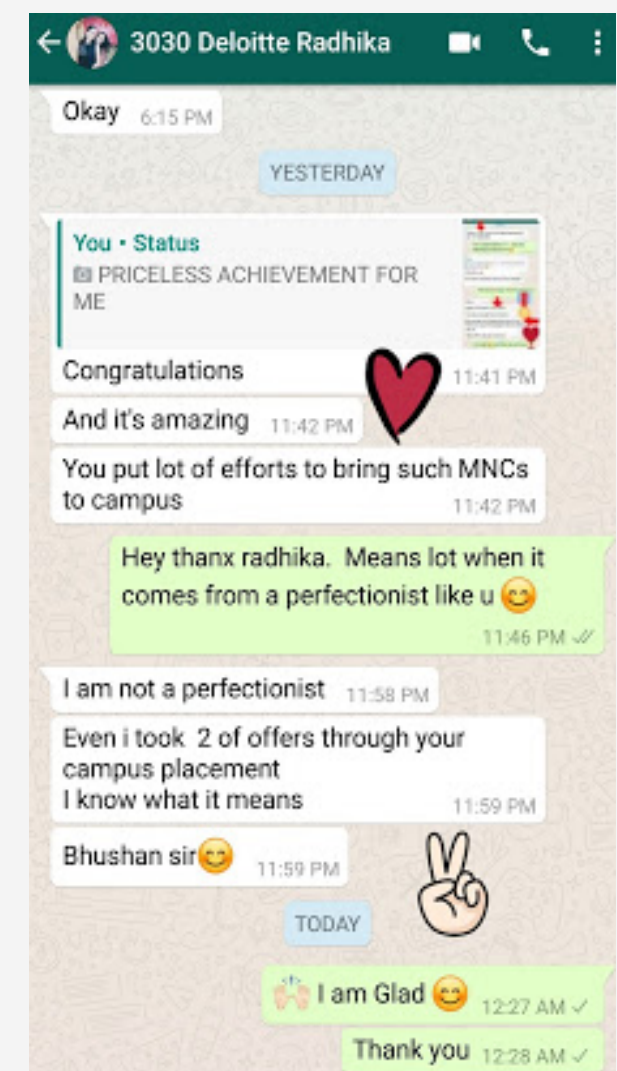 3030 Deloitte Radhika
Okay 6:15 PM
YESTERDAY
You • Status
PRICELESS ACHIEVEMENT FOR
ME
Congratulations 11:41 PM
And it's amazing 11:42 PM
You put lot of efforts to bring such MNCs
to campus 11:42 PM
Hey thanx radhika. Means lot when it
comes from a perfectionist like u 😊
11:46 PM
I am not a perfectionist 11:58 PM
Even i took 2 of offers through your
campus placement
I know what it means 11:59 PM
Bhushan sir😊 11:59 PM
TODAY
🙌 I am Glad 😊 12:27 AM
Thank you 12:28 AM